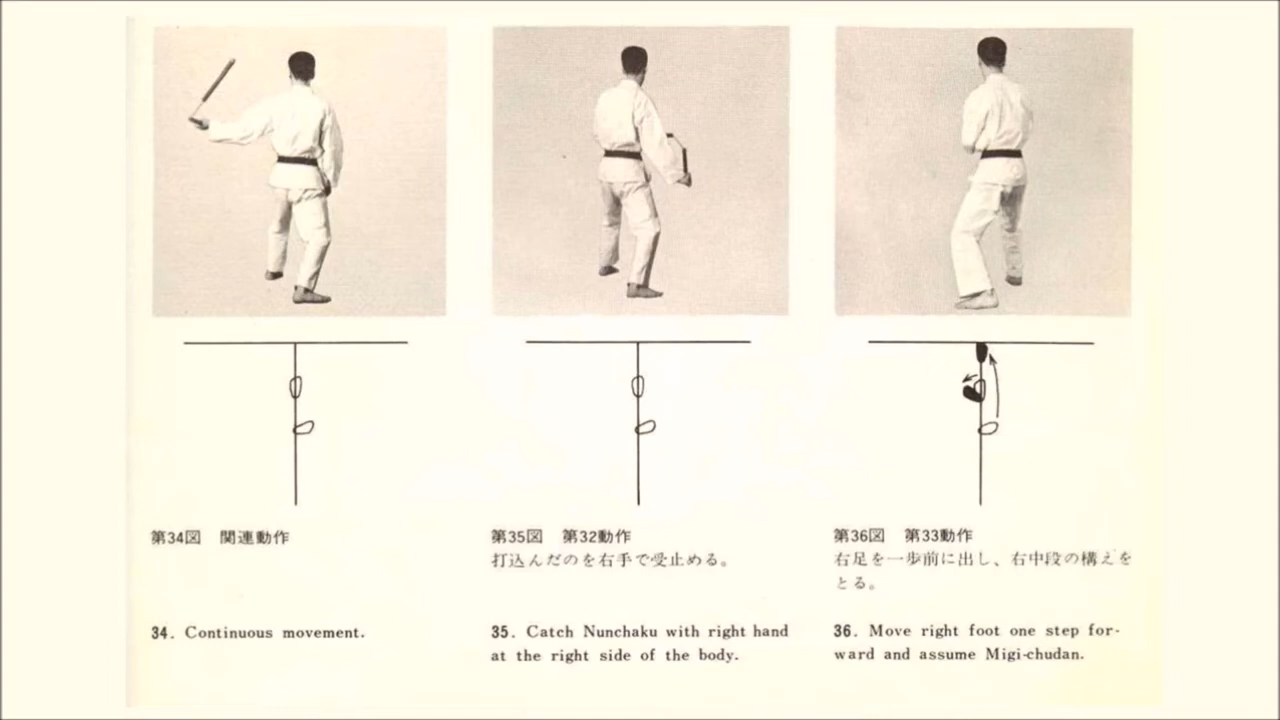 第34図 関連動作
34. Continuous movement.
第35図 第32動作
打込んだのを右手で受止める。
35. Catch Nunchaku with right hand
at the right side of the body.
第36図 第33動作
右足を一歩前に出し、右中段の構えを
とる。
36. Move right foot one step for-
ward and assume Migi-chudan.